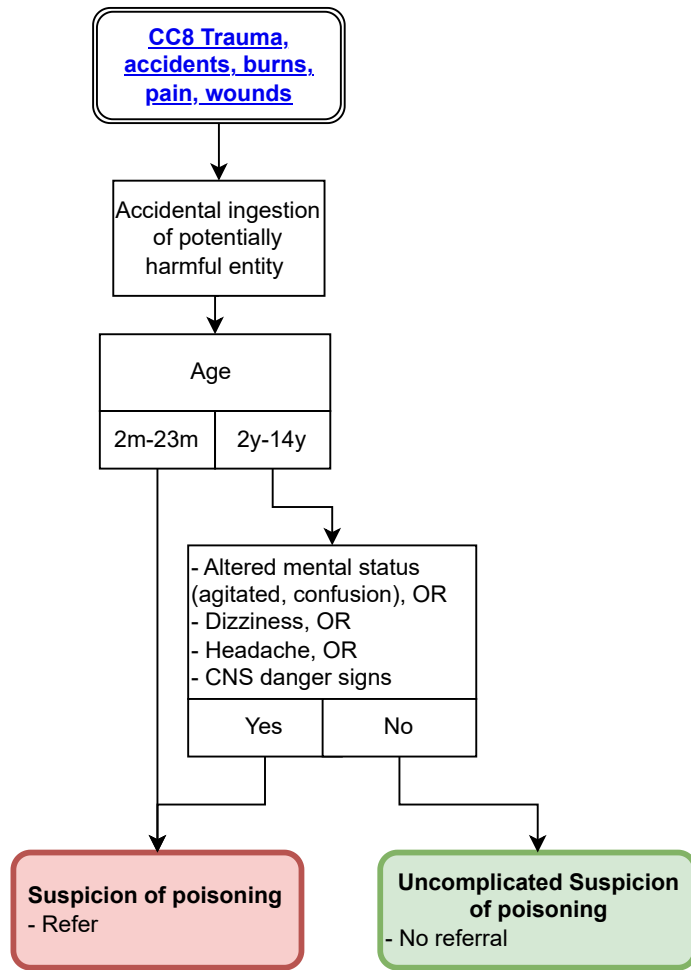 CC8 Trauma,
accidents, burns,
pain, wounds
Accidental ingestion
of potentially
harmful entity
Age
2m-23m
2y-14y
- Altered mental status
(agitated, confusion), OR
- Dizziness, OR
- Headache, OR
- CNS danger signs
Yes
No
Suspicion of poisoning
- Refer
Uncomplicated Suspicion
of poisoning
- No referral